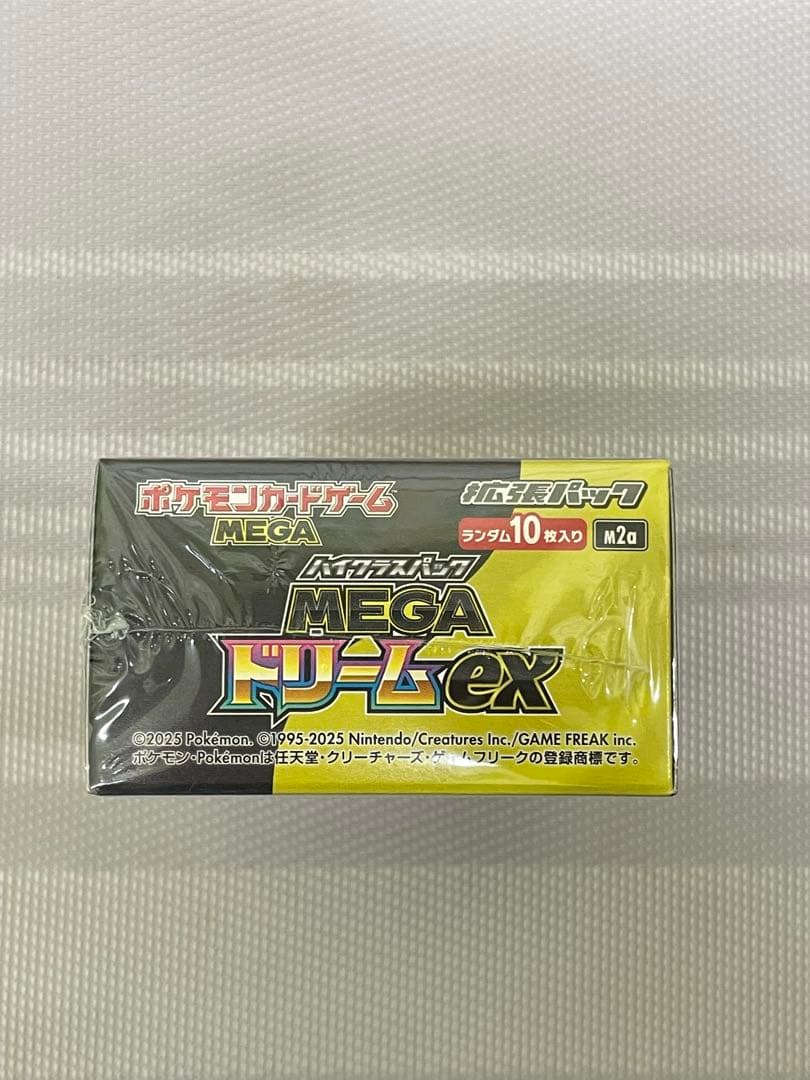 ポケモンカードゲーム
MEGA
拡張パック
ランダム10枚入り M2a
ハイクラスパック
MEGA
ドリームex
©2025 Pokémon. ©1995-2025 Nintendo/Creatures Inc./GAME FREAK inc.
ポケモン・Pokémonは任天堂・クリーチャーズ・ゲームフリークの登録商標です。